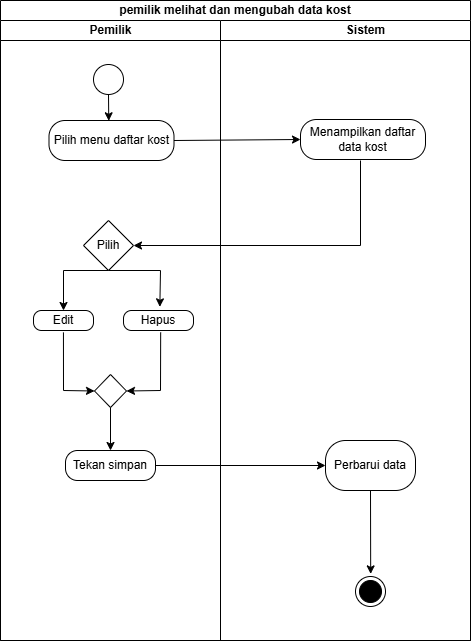 pemilik melihat dan mengubah data kost
Pemilik
Sistem
Pilih menu daftar kost
Menampilkan daftar
data kost
Pilih
Edit
Hapus
Tekan simpan
Perbarui data